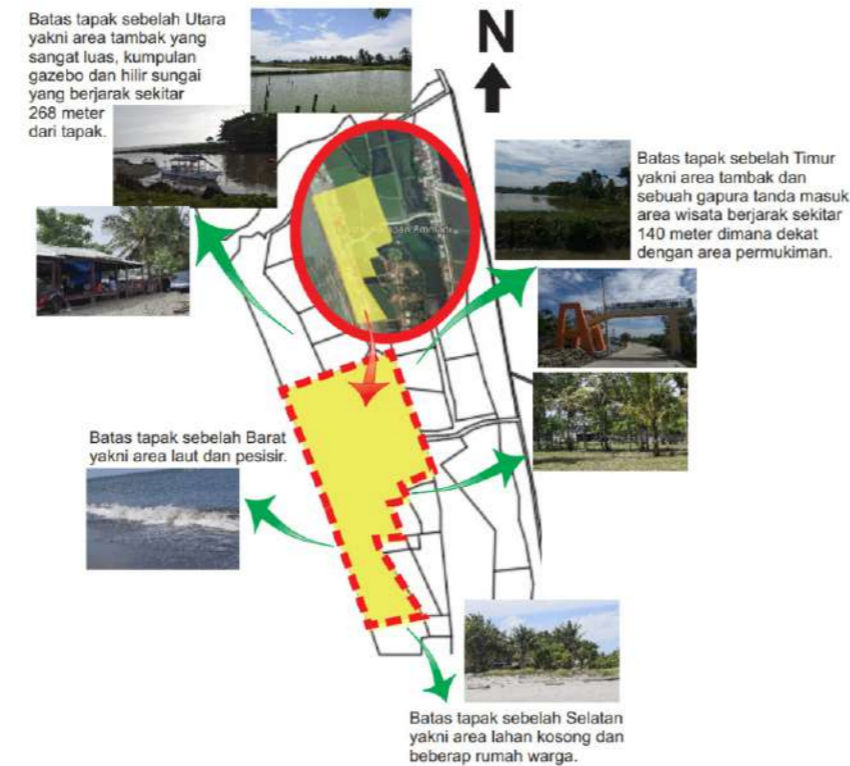 Batas tapak sebelah Utara
yakni area tambak yang
sangat luas, kumpulan
gazebo dan hilir sungai
yang berjarak sekitar
268 meter
dari tapak.
N
Batas tapak sebelah Timur
yakni area tambak dan
sebuah gapura tanda masuk
area wisata berjarak sekitar
140 meter dimana dekat
dengan area permukiman.
Batas tapak sebelah Barat
yakni area laut dan pesisir.
Batas tapak sebelah Selatan
yakni area lahan kosong dan
beberap rumah warga.